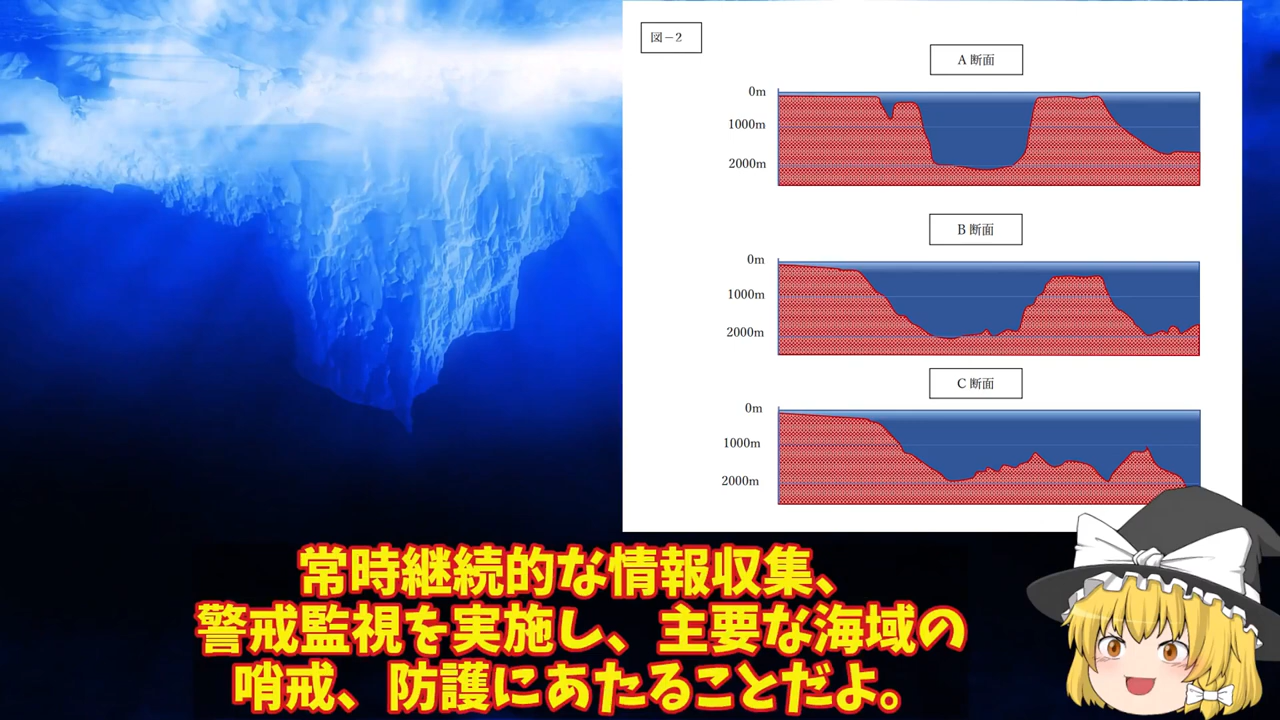 図－2
A 断面
0m
1000m
2000m
B 断面
0m
1000m
2000m
C 断面
0m
1000m
2000m
常時継続的な情報収集、
警戒監視を実施し、主要な海域の
哨戒、防護にあたることだよ。